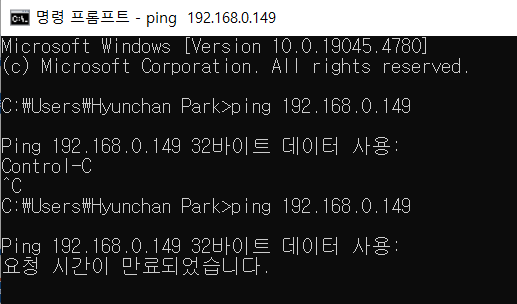 명령 프롬프트 - ping  192.168.0.149
Microsoft Windows [Version 10.0.19045.4780]
(c) Microsoft Corporation. All rights reserved.
C:₩Users₩Hyunchan Park>ping 192.168.0.149
Ping 192.168.0.149 32바이트 데이터 사용:
Control-C
^C
C:₩Users₩Hyunchan Park>ping 192.168.0.149
Ping 192.168.0.149 32바이트 데이터 사용:
요청 시간이 만료되었습니다.